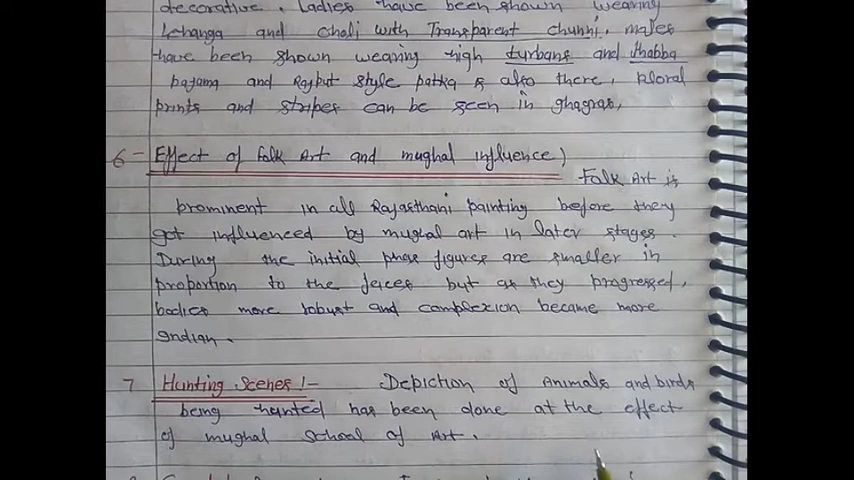 decorative. Ladies have been shown wearing
Lehanga and choli with Transparent chunni, males
have been shown wearing high turbans and Jhabba
pajama and Rajput style patka is also there, Floral
prints and stripes can be seen in ghagras,
6- Effect of Folk Art and mughal influence)
Folk Art is
prominent in all Rajasthani painting before they
got influenced by mughal art in later stages.
During the initial phase figures are smaller in
proportion to the faces but as they progressed,
bodies more robust and complexion became more
Indian.
7 Hunting Scenes!- Depiction of Animals and birds
being hunted has been done at the effect
of mughal School of Art.